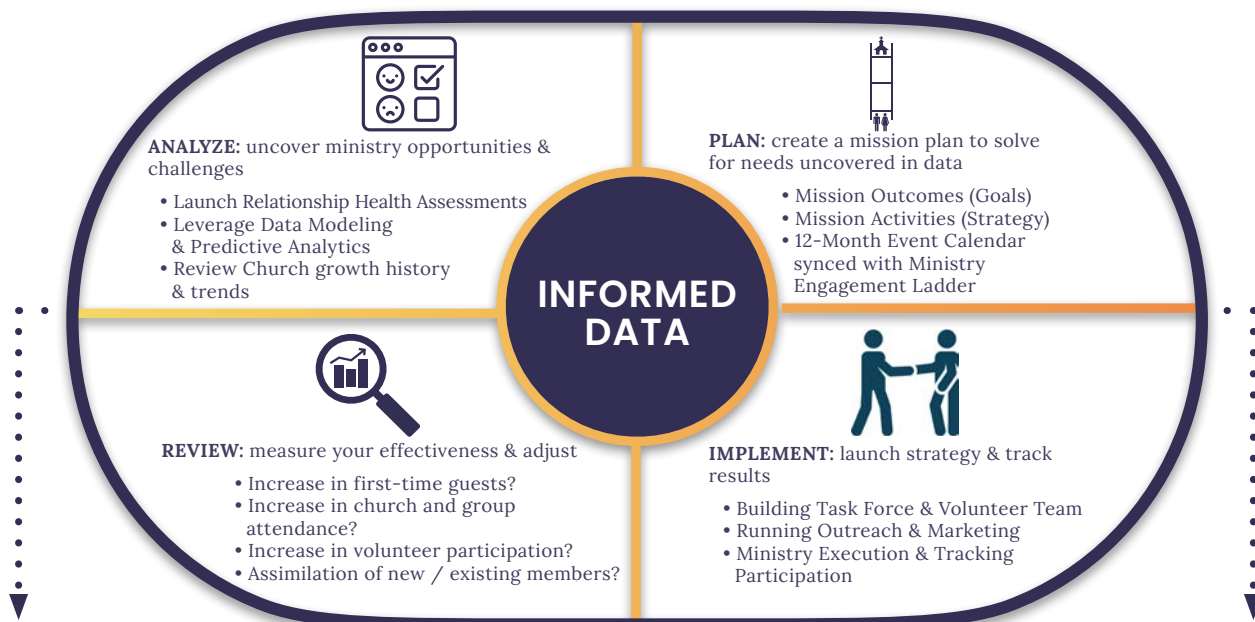 ANALYZE: uncover ministry opportunities &
challenges
• Launch Relationship Health Assessments
• Leverage Data Modeling
& Predictive Analytics
• Review Church growth history
& trends
PLAN: create a mission plan to solve
for needs uncovered in data
• Mission Outcomes (Goals)
• Mission Activities (Strategy)
• 12-Month Event Calendar
synced with Ministry
Engagement Ladder
INFORMED
DATA
REVIEW: measure your effectiveness & adjust
• Increase in first-time guests?
• Increase in church and group
attendance?
• Increase in volunteer participation?
• Assimilation of new / existing members?
IMPLEMENT: launch strategy & track
results
• Building Task Force & Volunteer Team
• Running Outreach & Marketing
• Ministry Execution & Tracking
Participation